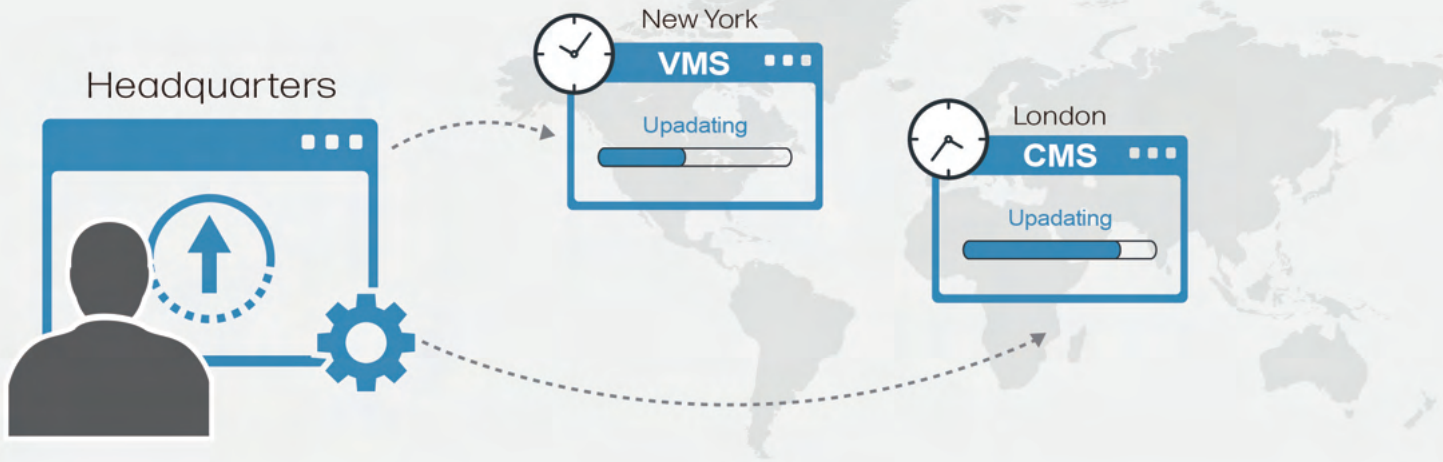 Headquarters
New York
VMS
Upadating
London
CMS
Upadating